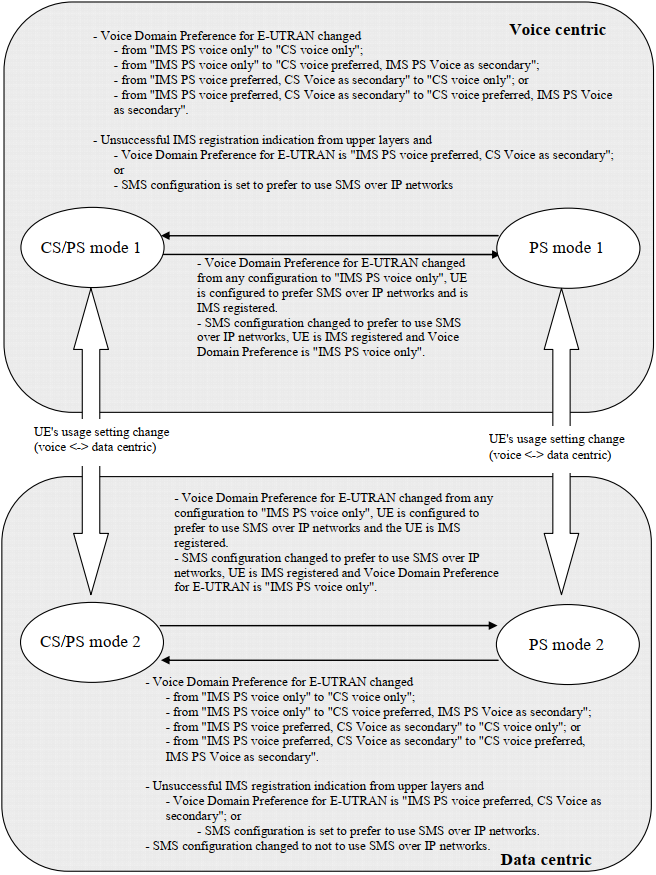 Voice centric
- Voice Domain Preference for E-UTRAN changed
- from "IMS PS voice only" to "CS voice only";
- from "IMS PS voice only" to "CS voice preferred, IMS PS Voice as secondary";
- from "IMS PS voice preferred, CS Voice as secondary" to "CS voice only"; or
- from "IMS PS voice preferred, CS Voice as secondary" to "CS voice preferred, IMS PS Voice
as secondary".
- Unsuccessful IMS registration indication from upper layers and
- Voice Domain Preference for E-UTRAN is "IMS PS voice preferred, CS Voice as secondary";
or
- SMS configuration is set to prefer to use SMS over IP networks
CS/PS mode 1
PS mode 1
- Voice Domain Preference for E-UTRAN changed
from any configuration to "IMS PS voice only", UE
is configured to prefer SMS over IP networks and is
IMS registered.
- SMS configuration changed to prefer to use SMS
over IP networks, UE is IMS registered and Voice
Domain Preference is "IMS PS voice only".
UE's usage setting change
(voice <-> data centric)
UE's usage setting change
(voice <-> data centric)
- Voice Domain Preference for E-UTRAN changed from any
configuration to "IMS PS voice only", UE is configured to
prefer to use SMS over IP networks and the UE is IMS
registered.
- SMS configuration changed to prefer to use SMS over IP
networks, UE is IMS registered and Voice Domain Preference
for E-UTRAN is "IMS PS voice only".
CS/PS mode 2
PS mode 2
- Voice Domain Preference for E-UTRAN changed
- from "IMS PS voice only" to "CS voice only";
- from "IMS PS voice only" to "CS voice preferred, IMS PS Voice as secondary";
- from "IMS PS voice preferred, CS Voice as secondary" to "CS voice only"; or
- from "IMS PS voice preferred, CS Voice as secondary" to "CS voice preferred,
IMS PS Voice as secondary".
- Unsuccessful IMS registration indication from upper layers and
- Voice Domain Preference for E-UTRAN is "IMS PS voice preferred, CS Voice as
secondary"; or
- SMS configuration is set to prefer to use SMS over IP networks.
- SMS configuration changed to not to use SMS over IP networks.
Data centric